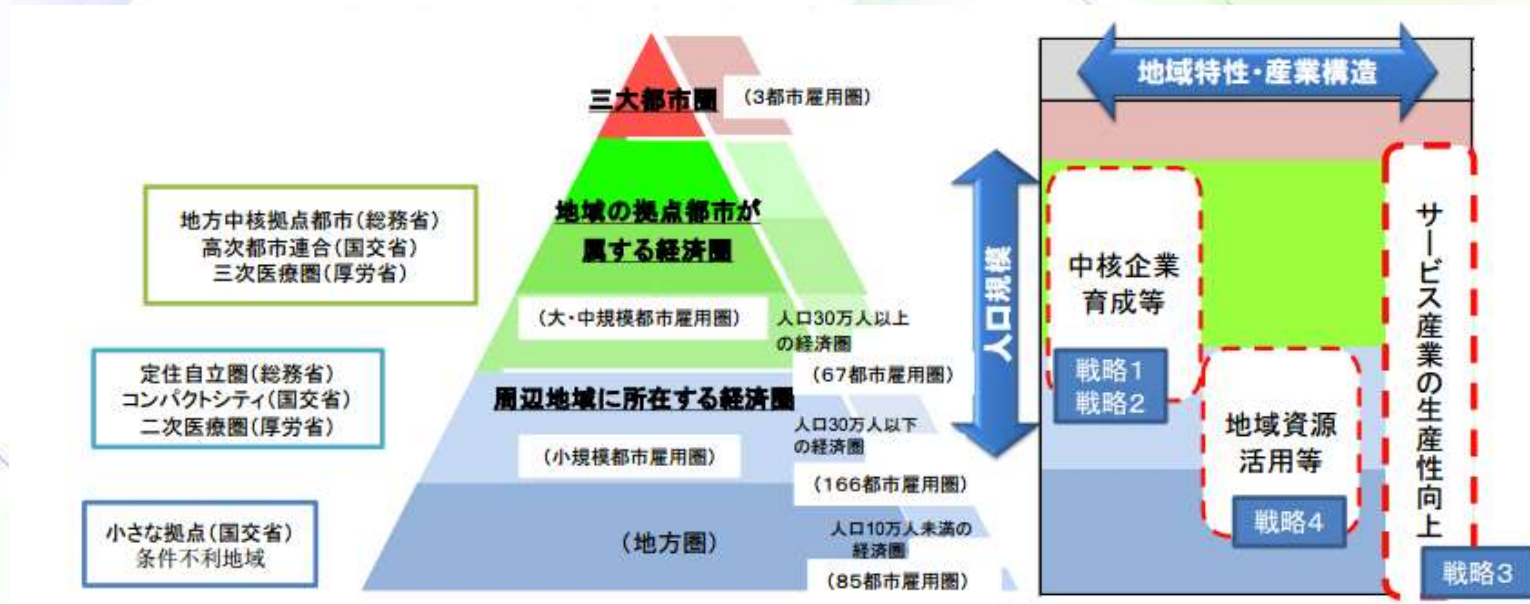 三大都市圏
(3都市雇用圏)
地方中核拠点都市(総務省)
高次都市連合(国交省)
三次医療圏(厚労省)
地域の拠点都市が
属する経済圏
(大・中規模都市雇用圏)
人口30万人以上
の経済圏
(67都市雇用圏)
定住自立圏(総務省)
コンパクトシティ(国交省)
二次医療圏(厚労省)
周辺地域に所在する経済圏
(小規模都市雇用圏)
人口30万人以下
の経済圏
(166都市雇用圏)
小さな拠点(国交省)
条件不利地域
(地方圏)
人口10万人未満の
経済圏
(85都市雇用圏)
地域特性・産業構造
人口規模
中核企業
育成等
戦略1
戦略2
地域資源
活用等
戦略4
サービス産業の生産性向上
戦略3